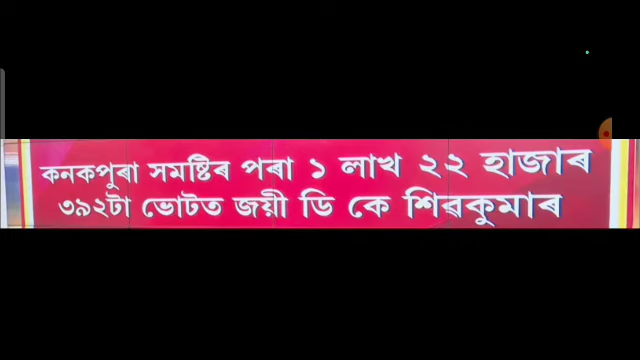 কনকপুৰা সমষ্টিৰ পৰা ১ লাখ ২২ হাজাৰ
৩৯২টা ভোটত জয়ী ডি কে শিৱকুমাৰ